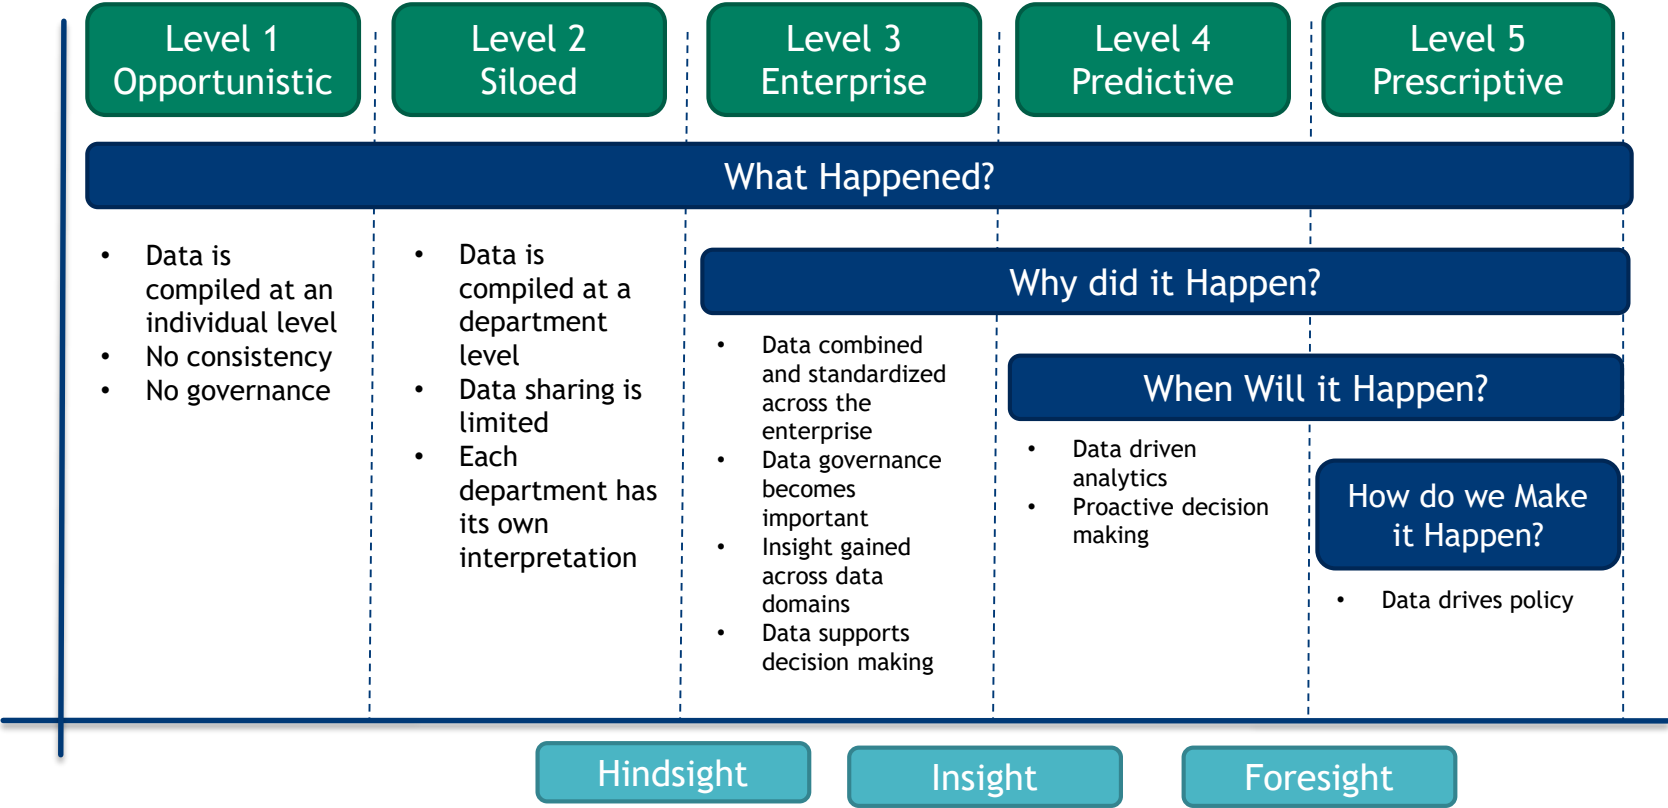 Level 1
Opportunistic
Level 2
Siloed
Level 3
Enterprise
Level 4
Predictive
Level 5
Prescriptive
What Happened?
• Data is
compiled at an
individual level
• No consistency
• No governance
• Data is
compiled at a
department
level
• Data sharing is
limited
• Each
department has
its own
interpretation
Why did it Happen?
• Data combined
and standardized
across the
enterprise
• Data governance
becomes
important
• Insight gained
across data
domains
• Data supports
decision making
When Will it Happen?
• Data driven
analytics
• Proactive decision
making
How do we Make
it Happen?
• Data drives policy
Hindsight
Insight
Foresight